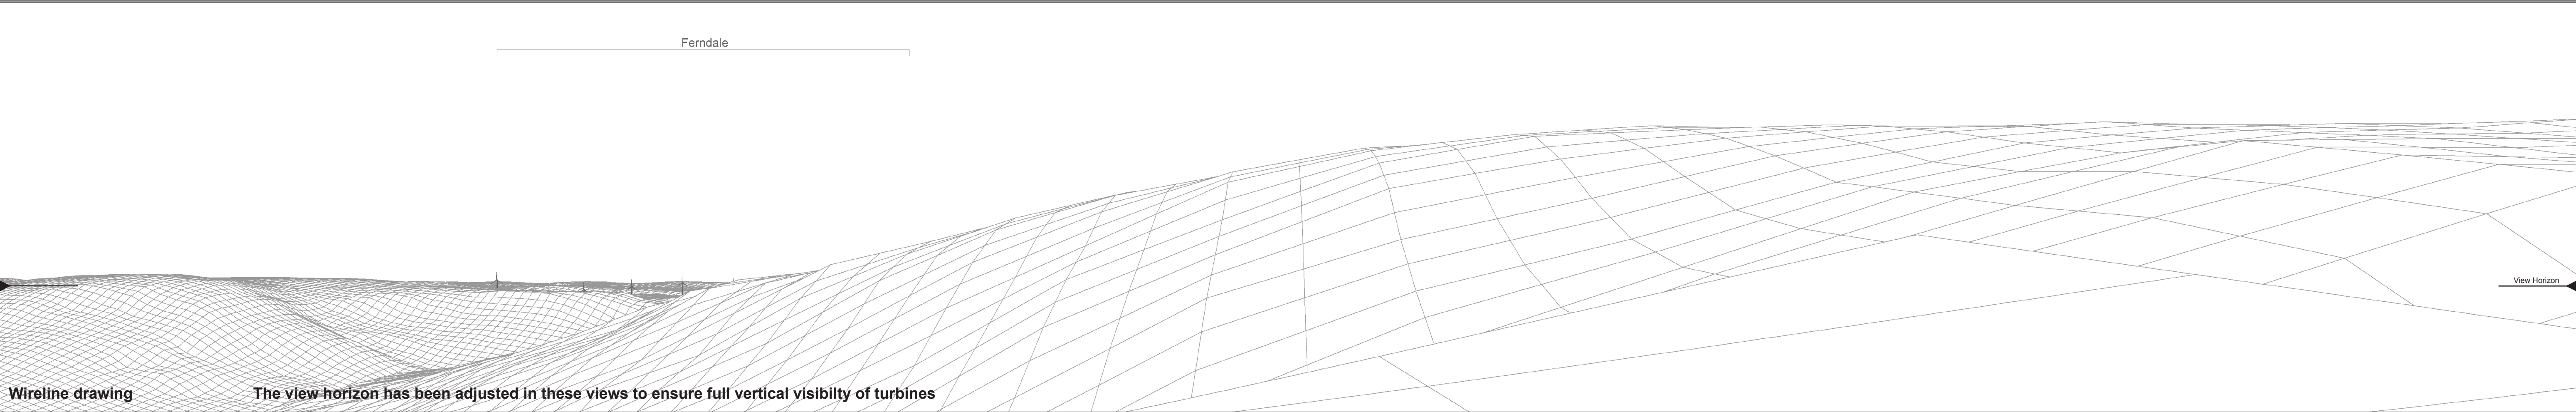 Ferndale
View Horizon
Wireline drawing
The view horizon has been adjusted in these views to ensure full vertical visibilty of turbines